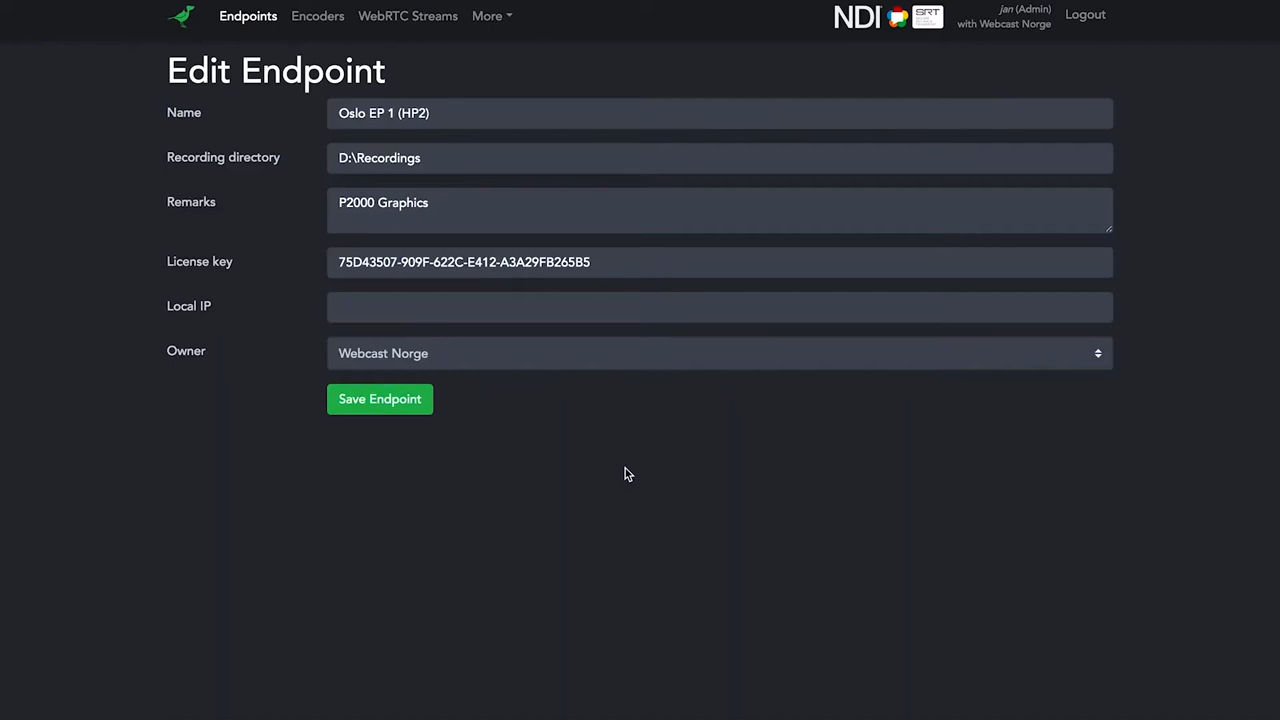 Endpoints Encoders WebRTC Streams More
NDI SRT
jan (Admin)
with Webcast Norge
Logout
Edit Endpoint
Name Oslo EP 1 (HP2)
Recording directory D:\Recordings
Remarks P2000 Graphics
License key 75D43507-909F-622C-E412-A3A29FB265B5
Local IP
Owner Webcast Norge
Save Endpoint